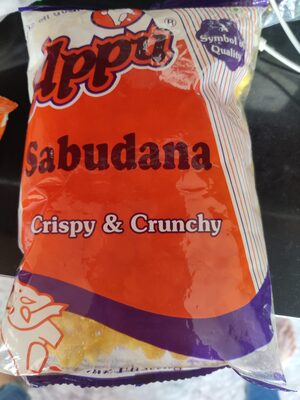 Appu®
Symbol of
Quality
Sabudana
Crispy & Crunchy